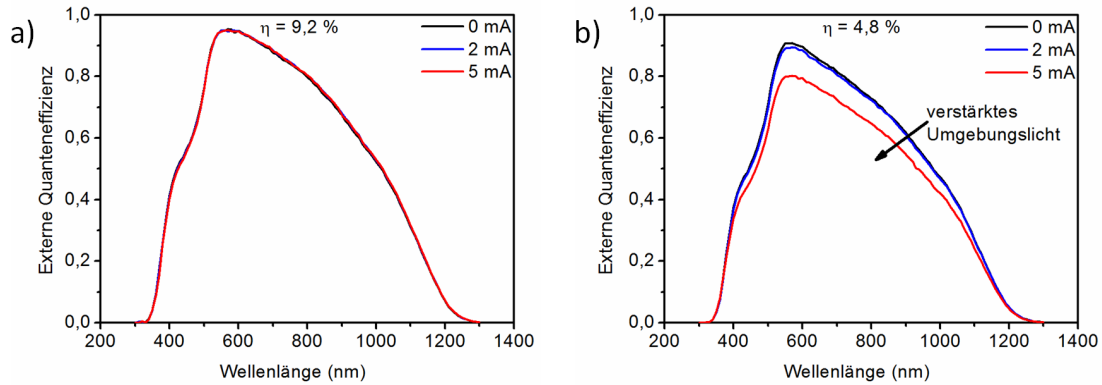 a)
η = 9,2 %
0 mA
2 mA
5 mA
Externe Quanteneffizienz
1,0
0,8
0,6
0,4
0,2
0,0
200 400 600 800 1000 1200 1400
Wellenlänge (nm)
b)
η = 4,8 %
0 mA
2 mA
5 mA
verstärktes
Umgebungslicht
Externe Quanteneffizienz
1,0
0,8
0,6
0,4
0,2
0,0
200 400 600 800 1000 1200 1400
Wellenlänge (nm)